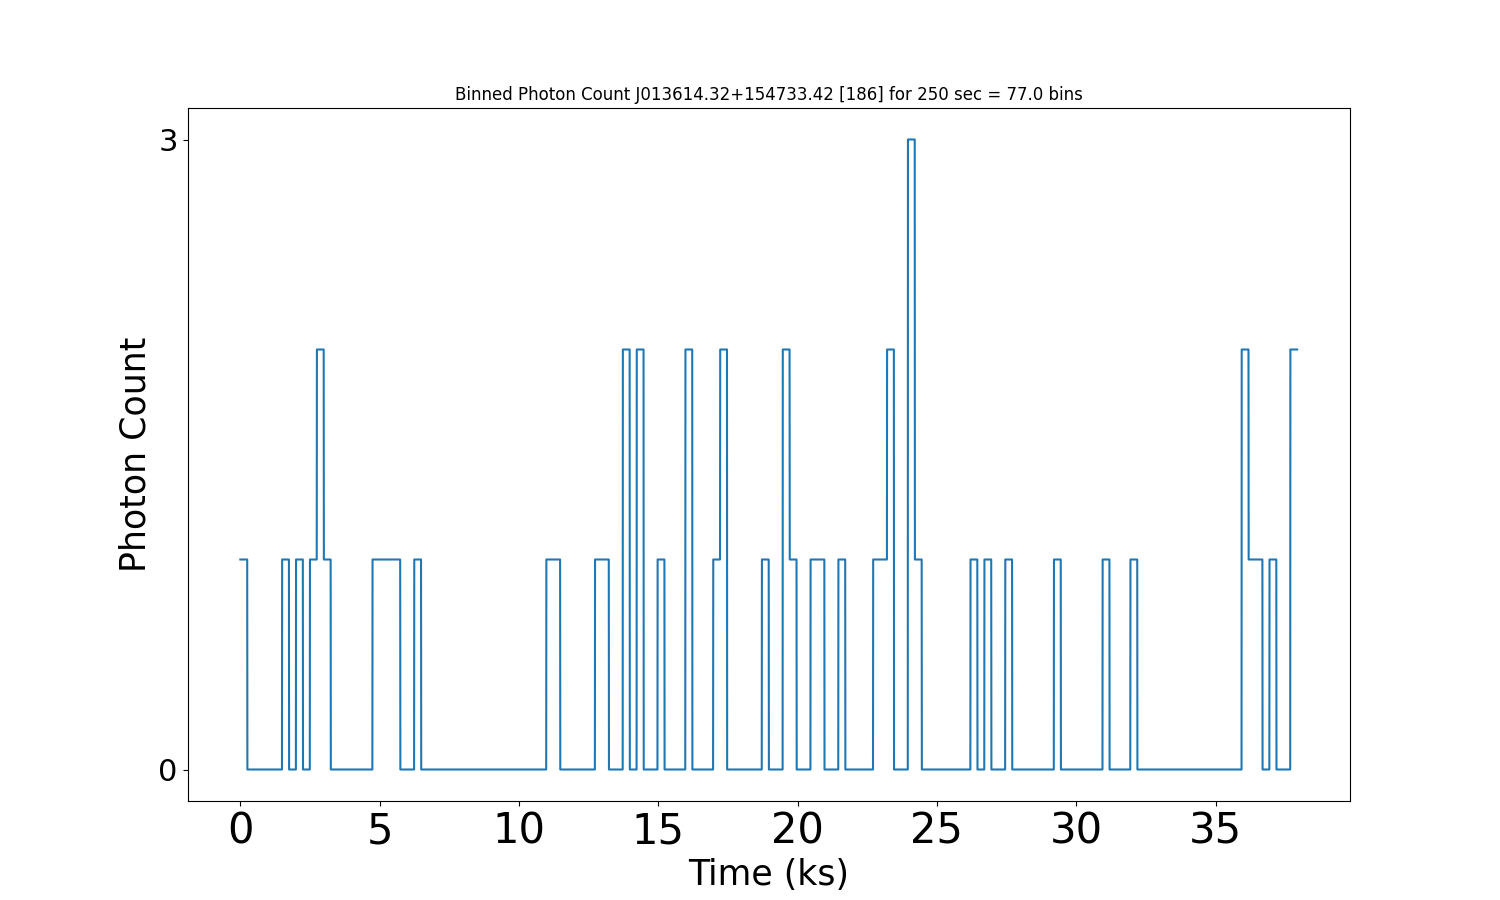 Binned Photon Count J013614.32+154733.42 [186] for 250 sec = 77.0 bins
3
Photon Count
0
0 5 10 15 20 25 30 35
Time (ks)